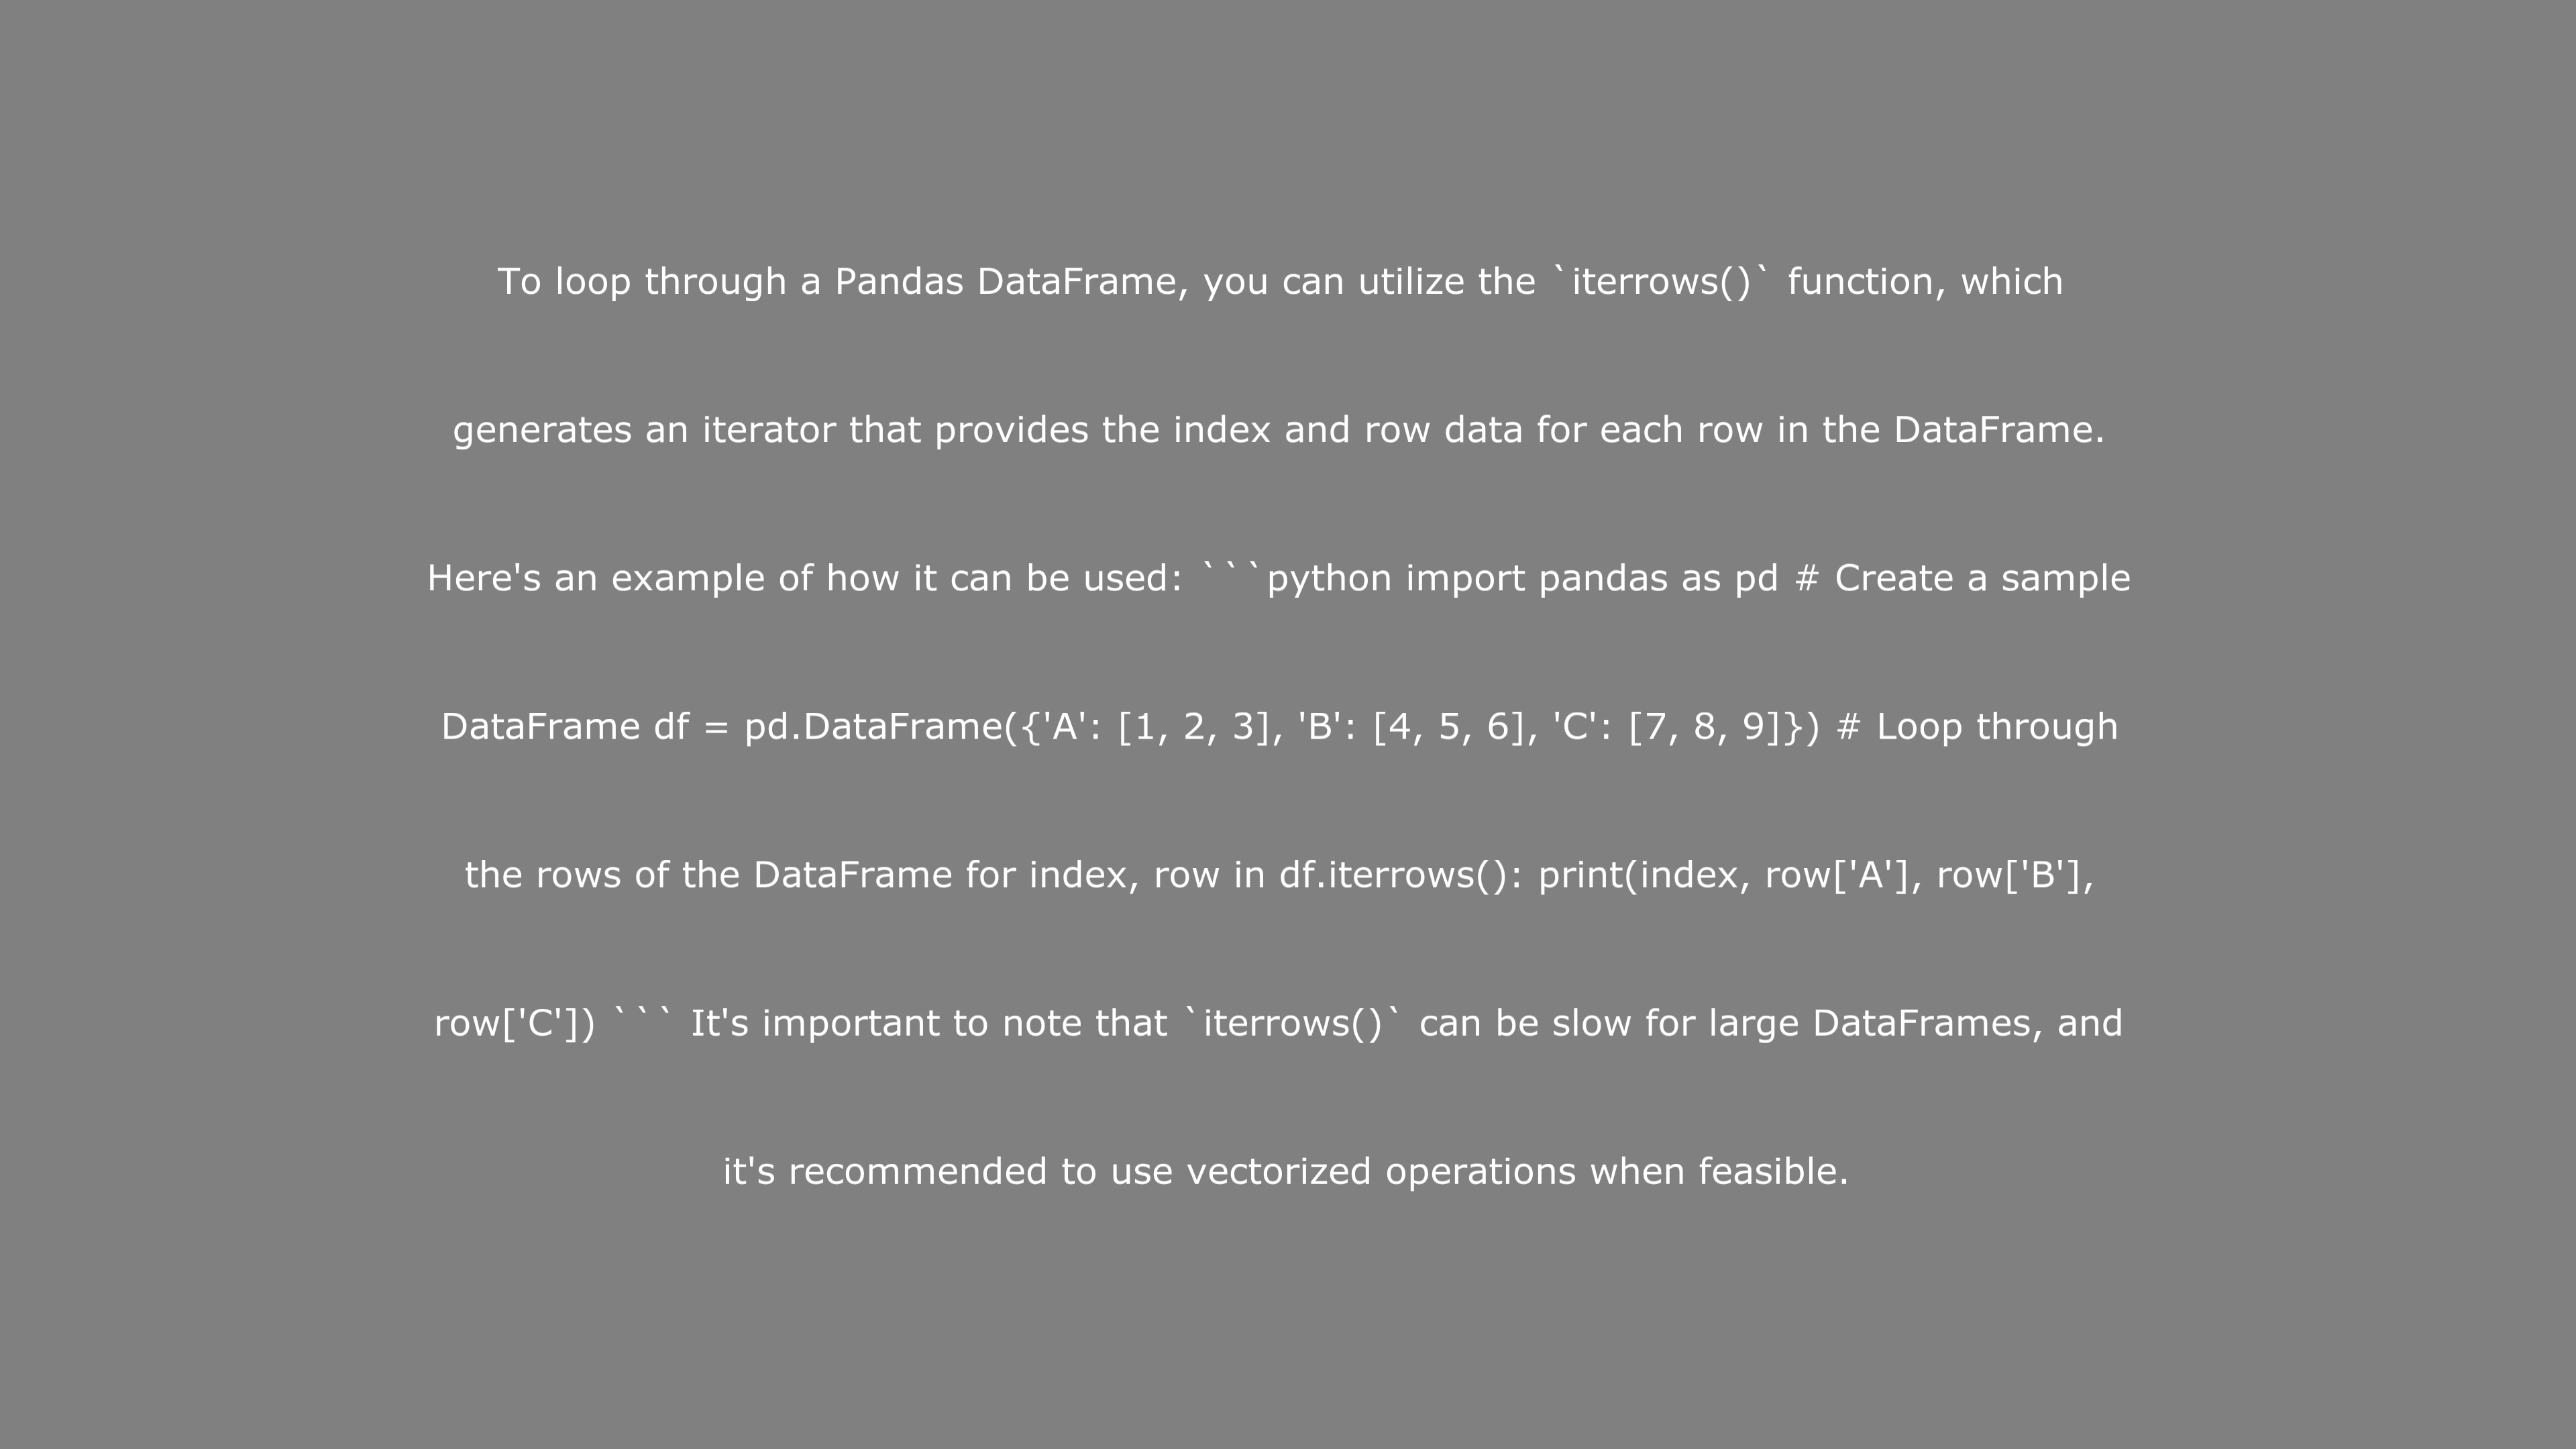 To loop through a Pandas DataFrame, you can utilize the `iterrows()` function, which
generates an iterator that provides the index and row data for each row in the DataFrame.
Here's an example of how it can be used: ```python import pandas as pd # Create a sample
DataFrame df = pd.DataFrame({'A': [1, 2, 3], 'B': [4, 5, 6], 'C': [7, 8, 9]}) # Loop through
the rows of the DataFrame for index, row in df.iterrows(): print(index, row['A'], row['B'],
row['C']) ``` It's important to note that `iterrows()` can be slow for large DataFrames, and
it's recommended to use vectorized operations when feasible.